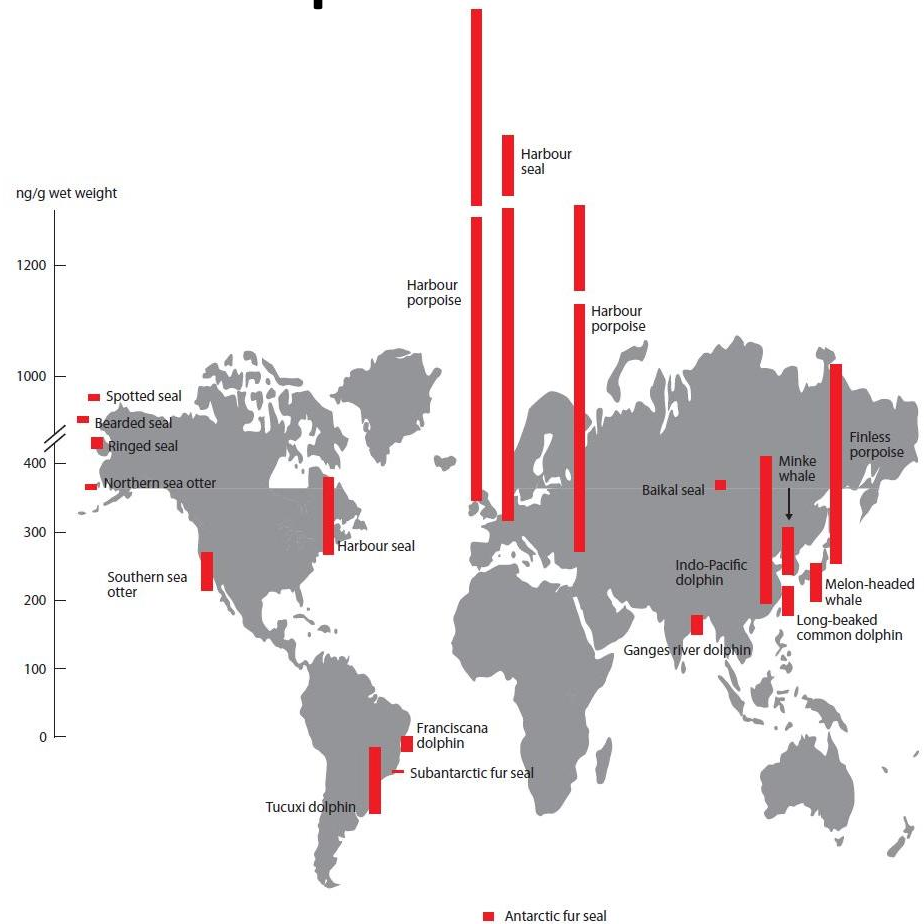 Harbour
seal
ng/g wet weight
1200
Harbour
porpoise
Harbour
porpoise
1000
Spotted seal
Bearded seal
Ringed seal
400
Northern sea otter
Finless
porpoise
Minke
whale
Baikal seal
300
Harbour seal
Indo-Pacific
dolphin
Southern sea
otter
Melon-headed
whale
200
Long-beaked
common dolphin
Ganges river dolphin
100
0
Franciscana
dolphin
Subantarctic fur seal
Tucuxi dolphin
Antarctic fur seal